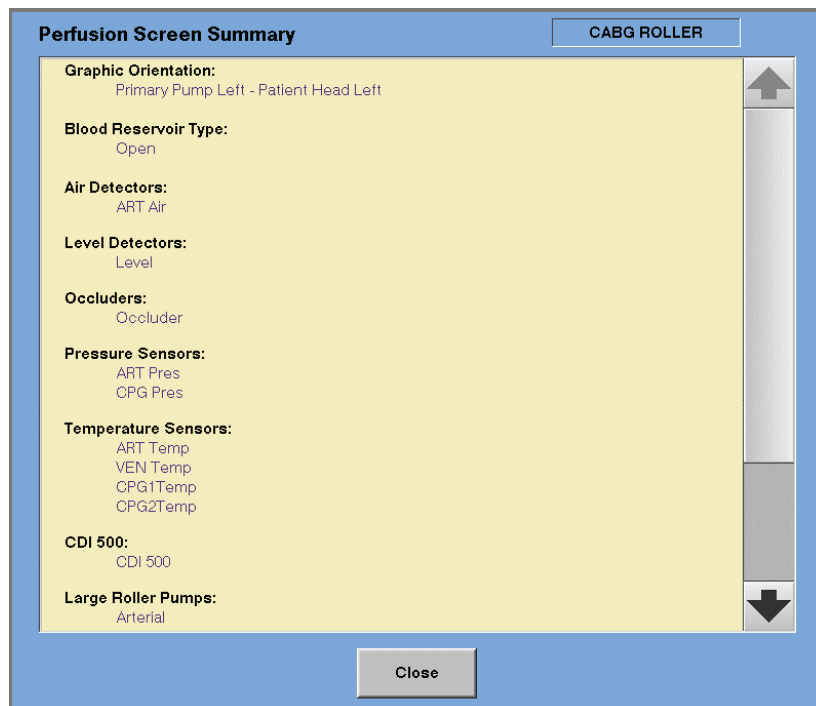 Perfusion Screen Summary
CABG ROLLER
Graphic Orientation:
Primary Pump Left - Patient Head Left
Blood Reservoir Type:
Open
Air Detectors:
ART Air
Level Detectors:
Level
Occluders:
Occluder
Pressure Sensors:
ART Pres
CPG Pres
Temperature Sensors:
ART Temp
VEN Temp
CPG1Temp
CPG2Temp
CDI 500:
CDI 500
Large Roller Pumps:
Arterial
Close